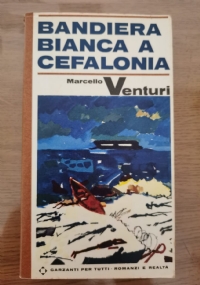 BANDIERA
BIANCA A
CEFALONIA
Marcello Venturi
GARZANTI PER TUTTI · ROMANZI E REALTÀ